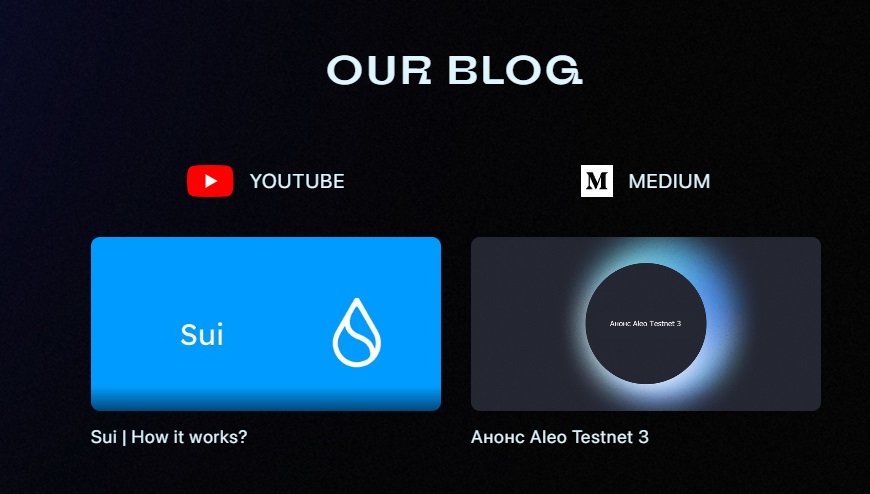 OUR BLOG
YOUTUBE
M MEDIUM
Sui
Анонс Aleo Testnet 3
Sui | How it works?
Анонс Aleo Testnet 3